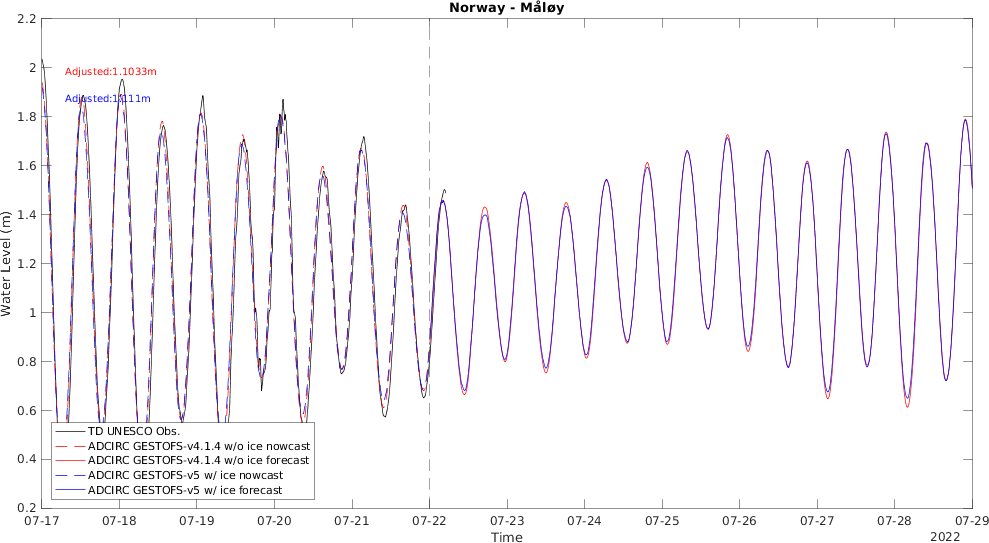 Norway - Måløy
2.2
2
1.8
1.6
1.4
1.2
1
0.8
0.6
0.4
0.2
Water Level (m)
Adjusted:1.1033m
Adjusted:1.111m
TD UNESCO Obs.
ADCIRC GESTOFS-v4.1.4 w/o ice nowcast
ADCIRC GESTOFS-v4.1.4 w/o ice forecast
ADCIRC GESTOFS-v5 w/ ice nowcast
ADCIRC GESTOFS-v5 w/ ice forecast
07-17 07-18 07-19 07-20 07-21 07-22 07-23 07-24 07-25 07-26 07-27 07-28 07-29
Time
2022